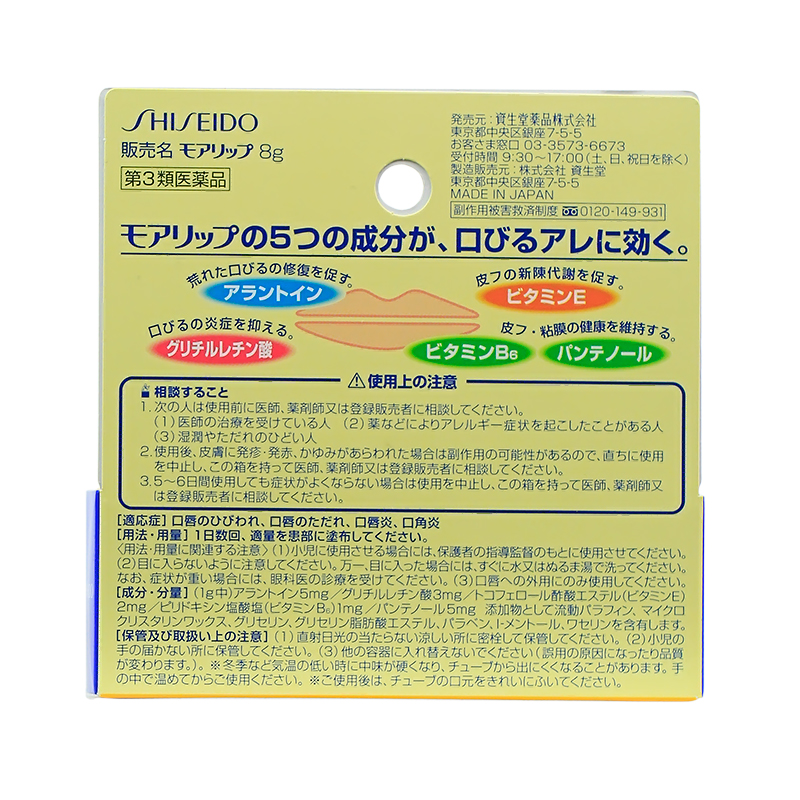 SHISEIDO
販売名 モアリップ 8g
第3類医薬品
発売元：資生堂薬品株式会社
東京都中央区銀座7-5-5
お客さま窓口 03-3573-6673
受付時間 9:30～17:00（土、日、祝日を除く）
製造販売元：株式会社 資生堂
東京都中央区銀座7-5-5
MADE IN JAPAN
副作用被害救済制度 0120-149-931
モアリップの5つの成分が、口びるアレに効く。
荒れた口びるの修復を促す。
アラントイン
皮フの新陳代謝を促す。
ビタミンE
口びるの炎症を抑える。
グリチルレチン酸
皮フ・粘膜の健康を維持する。
ビタミンB6 パンテノール
使用上の注意
相談すること
1. 次の人は使用前に医師、薬剤師又は登録販売者に相談してください。
（1）医師の治療を受けている人 （2）薬などによりアレルギー症状を起こしたことがある人
（3）湿潤やただれのひどい人
2. 使用後、皮膚に発疹・発赤、かゆみがあらわれた場合は副作用の可能性があるので、直ちに使用
を中止し、この箱を持って医師、薬剤師又は登録販売者に相談してください。
3. 5～6日間使用しても症状がよくならない場合は使用を中止し、この箱を持って医師、薬剤師又
は登録販売者に相談してください。
［適応症］ 口唇のひびわれ、口唇のただれ、口唇炎、口角炎
［用法・用量］ 1日数回、適量を患部に塗布してください。
〈用法・用量に関連する注意〉（1）小児に使用させる場合には、保護者の指導監督のもとに使用させてください。
（2）目に入らないように注意してください。万一、目に入った場合には、すぐに水又はぬるま湯で洗ってください。
なお、症状が重い場合には、眼科医の診療を受けてください。（3）口唇への外用にのみ使用してください。
［成分・分量］（1g中）アラントイン5mg／グリチルレチン酸3mg／トコフェロール酢酸エステル（ビタミンE）
2mg／ピリドキシン塩酸塩（ビタミンB6）1mg／パンテノール5mg 添加物として流動パラフィン、マイクロ
クリスタリンワックス、グリセリン、グリセリン脂肪酸エステル、パラベン、l-メントール、ワセリンを含有します。
［保管及び取扱い上の注意］（1）直射日光の当たらない涼しい所に密栓して保管してください。（2）小児の
手の届かない所に保管してください。（3）他の容器に入れ替えないでください（誤用の原因になったり品質
が変わります。）。※冬季など気温の低い時に中味が硬くなり、チューブから出にくくなることがあります。手
の中で温めてからご使用ください。※ご使用後は、チューブの口元をきれいにふいてください。